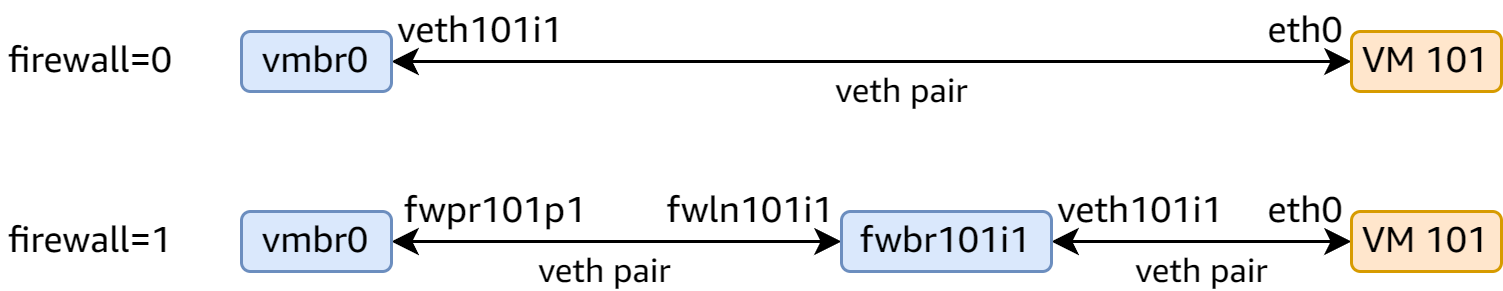 veth101i1 eth0
firewall=0 vmbr0 VM 101
veth pair
fwpr101p1 fwln101i1 veth101i1 eth0
firewall=1 vmbr0 fwbr101i1 VM 101
veth pair veth pair